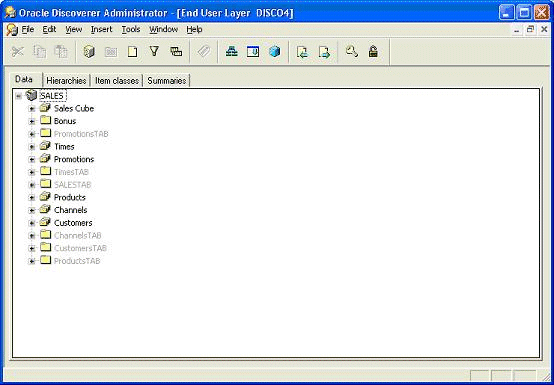 Oracle Discoverer Administrator - [End User Layer DISCO4]
File Edit View Insert Tools Window Help
Data Hierarchies Item classes Summaries
SALES
Sales Cube
Bonus
PromotionsTAB
Times
Promotions
TimesTAB
SALESTAB
Products
Channels
Customers
ChannelsTAB
CustomersTAB
ProductsTAB